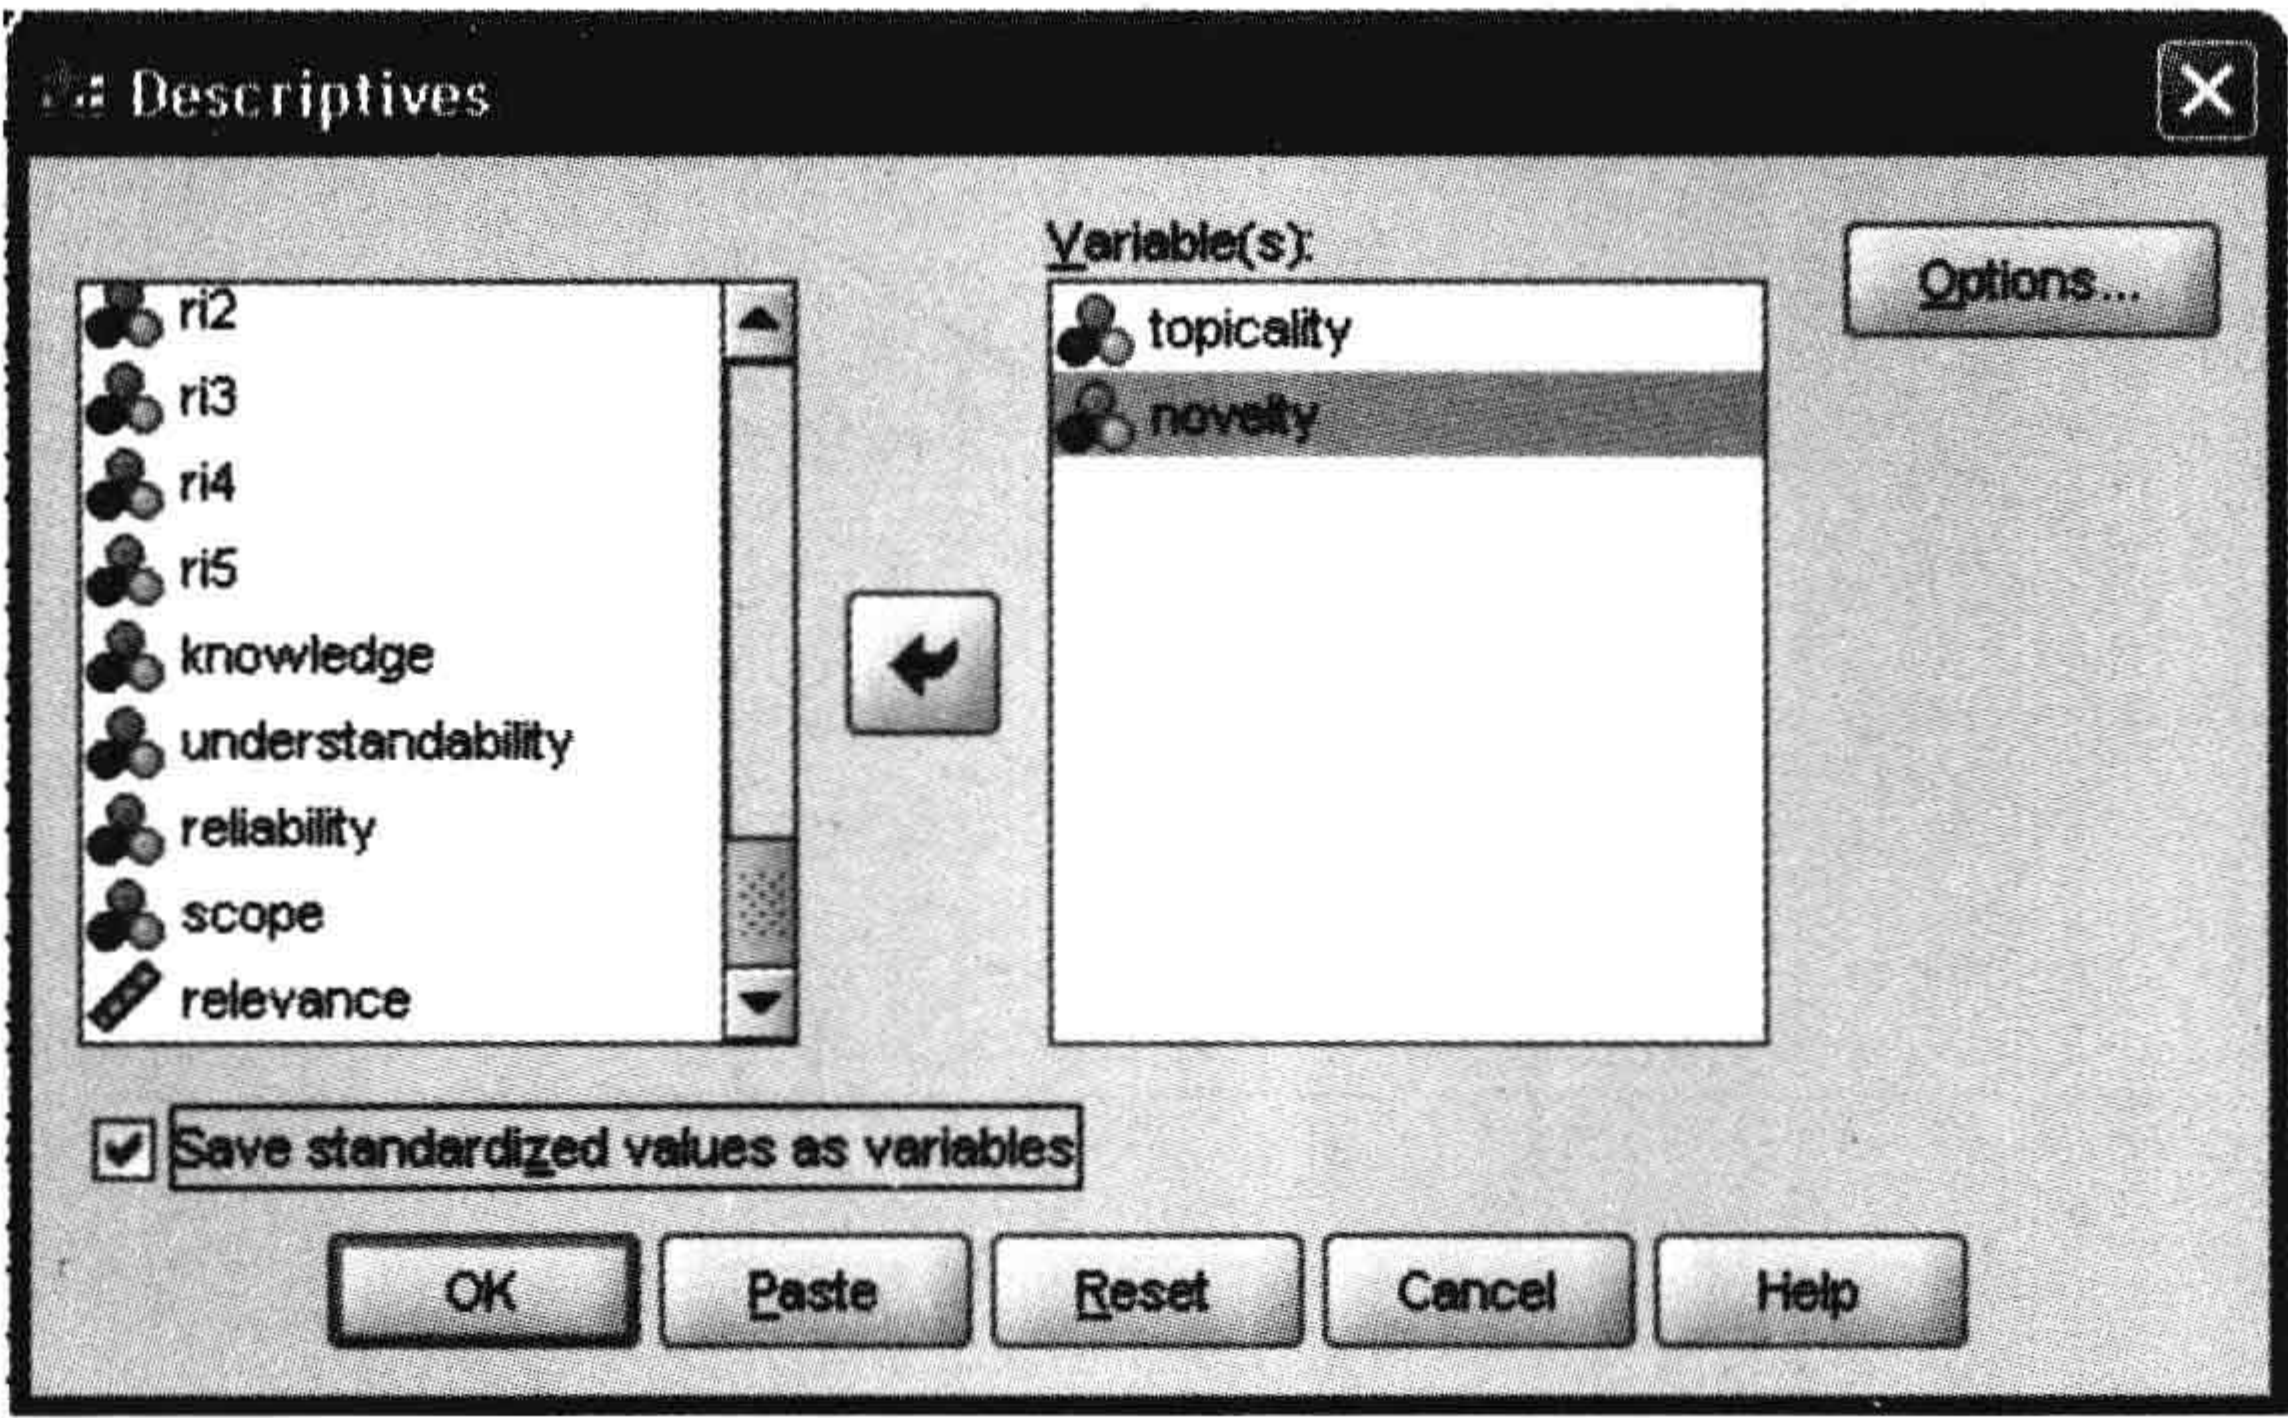 Descriptives
Variable(s):
Options...
ri2
ri3
ri4
ri5
knowledge
understandability
reliability
scope
relevance
topicality
novelty
Save standardized values as variables
OK
Paste
Reset
Cancel
Help